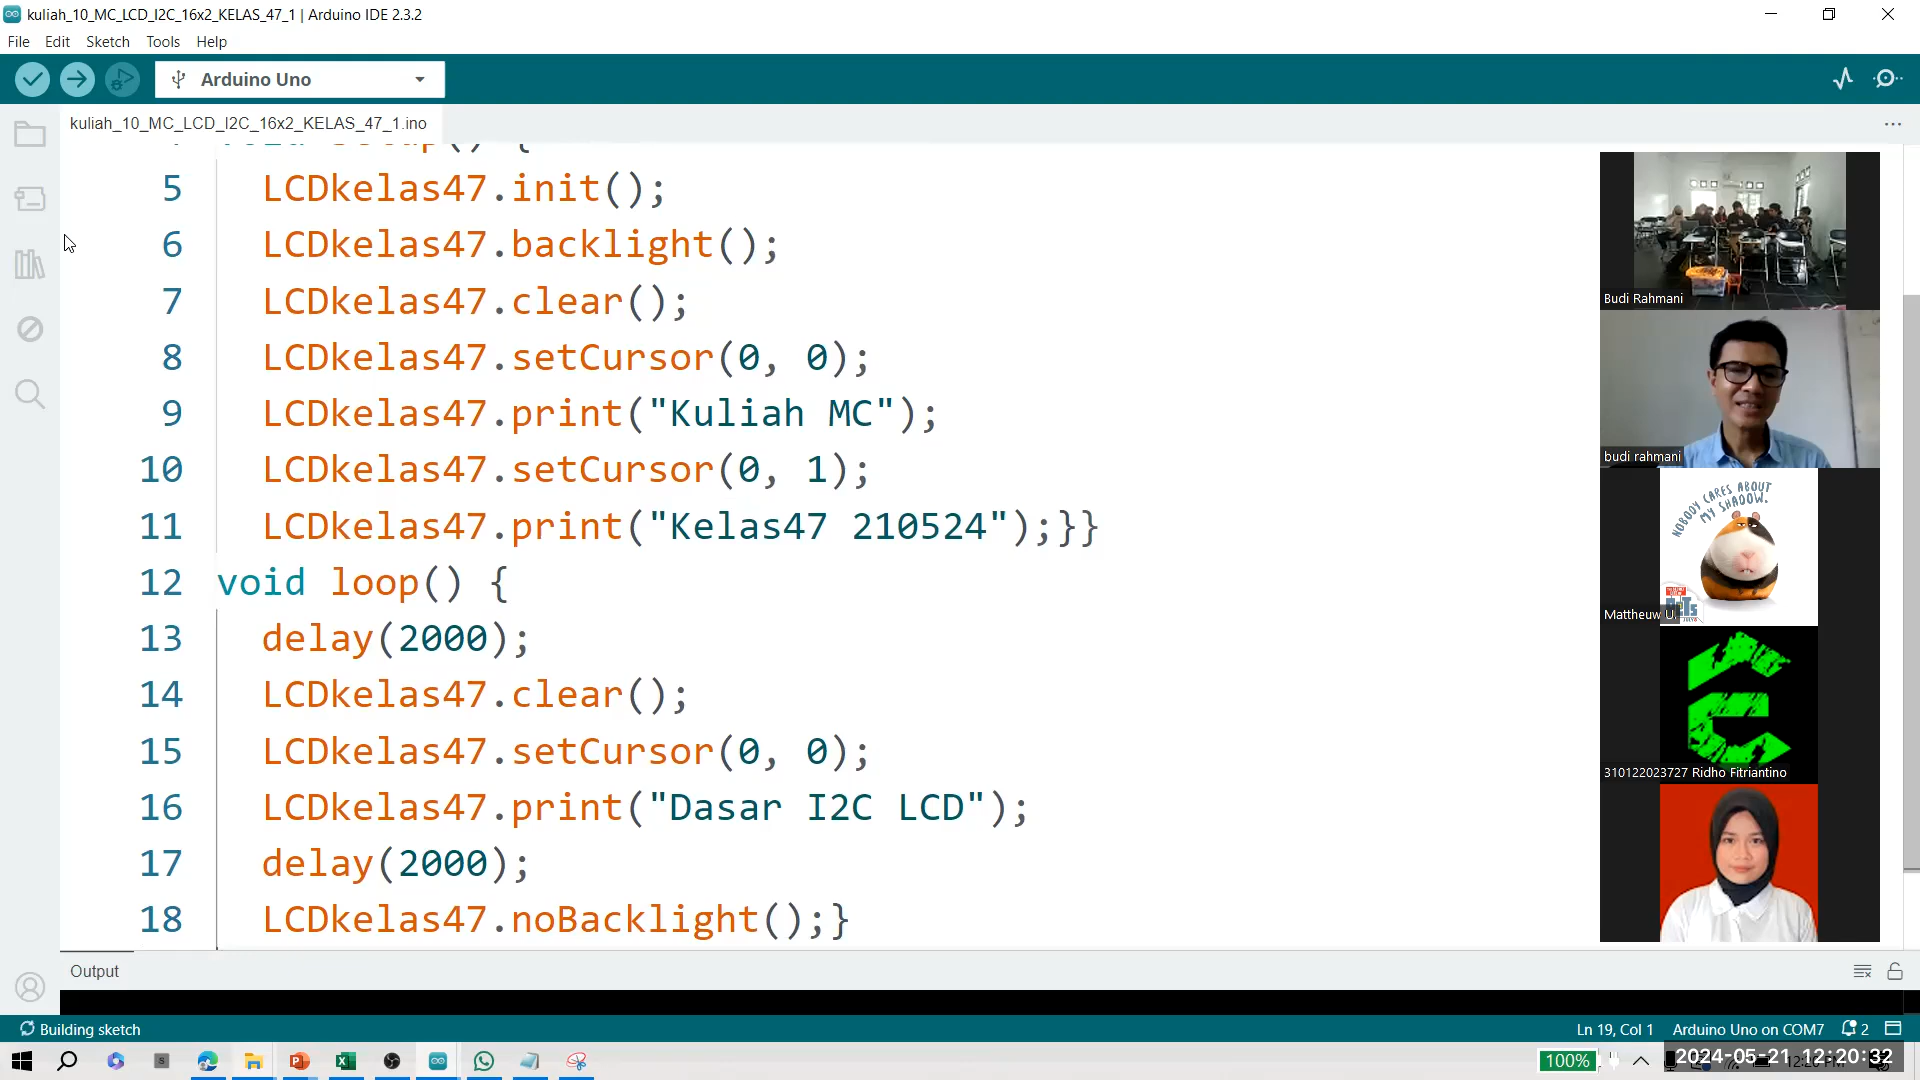 kuliah_10_MC_LCD_I2C_16x2_KELAS_47_1 | Arduino IDE 2.3.2
File Edit Sketch Tools Help
Arduino Uno
kuliah_10_MC_LCD_I2C_16x2_KELAS_47_1.ino
void setup() {
5 LCDkelas47.init();
6 LCDkelas47.backlight();
7 LCDkelas47.clear();
8 LCDkelas47.setCursor(0, 0);
9 LCDkelas47.print("Kuliah MC");
10 LCDkelas47.setCursor(0, 1);
11 LCDkelas47.print("Kelas47 210524");}}
12 void loop() {
13 delay(2000);
14 LCDkelas47.clear();
15 LCDkelas47.setCursor(0, 0);
16 LCDkelas47.print("Dasar I2C LCD");
17 delay(2000);
18 LCDkelas47.noBacklight();}
Budi Rahmani
budi rahmani
NOBODY CARES ABOUT
MY SHADOW.
Mattheuw U.
310122023727 Ridho Fitriantino
Output
Building sketch
Ln 19, Col 1 Arduino Uno on COM7 2
100%
2024-05-21 12:20:32